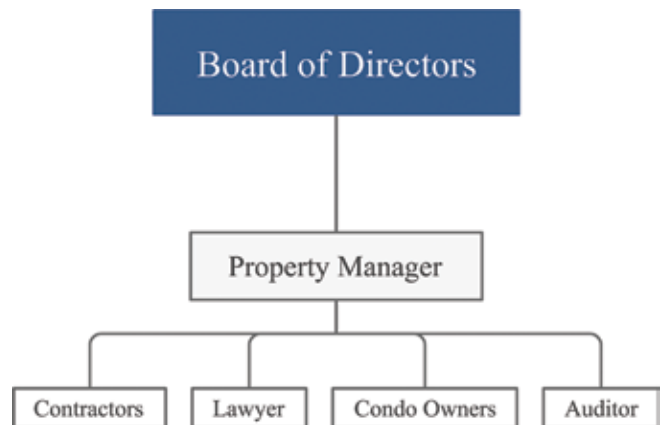 Board of Directors
Property Manager
Contractors
Lawyer
Condo Owners
Auditor